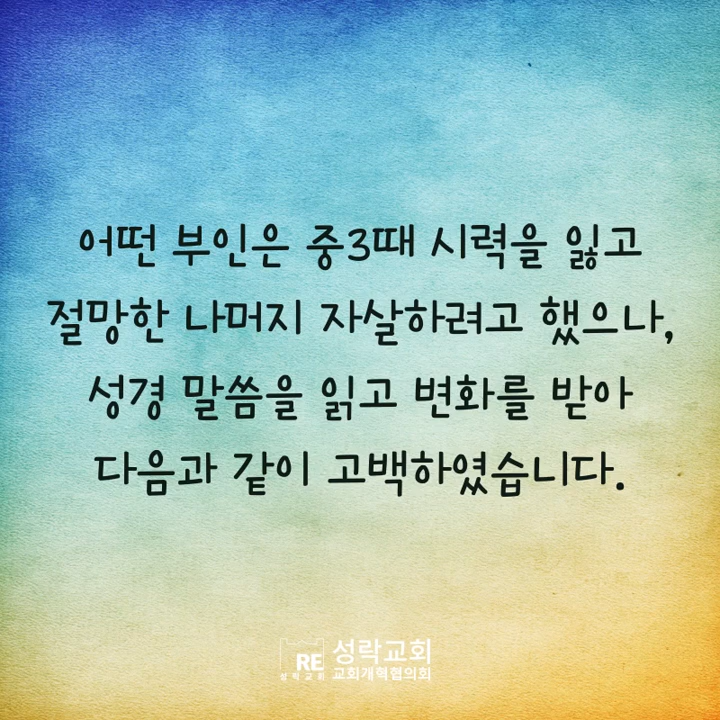 어떤 부인은 중3때 시력을 잃고
절망한 나머지 자살하려고 했으나,
성경 말씀을 읽고 변화를 받아
다음과 같이 고백하였습니다.
RE
성락교회
성락교회
교회개혁협의회